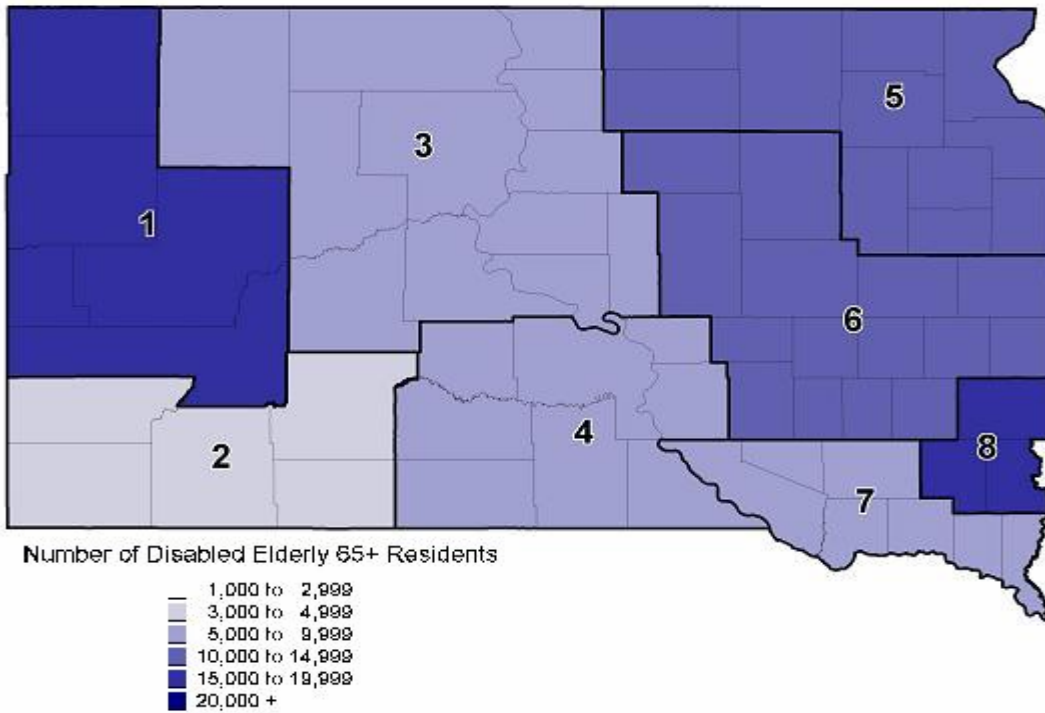 5
3
1
6
4
8
2
7
Number of Disabled Elderly 65+ Residents
1,000 to 2,999
3,000 to 4,999
5,000 to 9,999
10,000 to 14,999
15,000 to 19,999
20,000 +